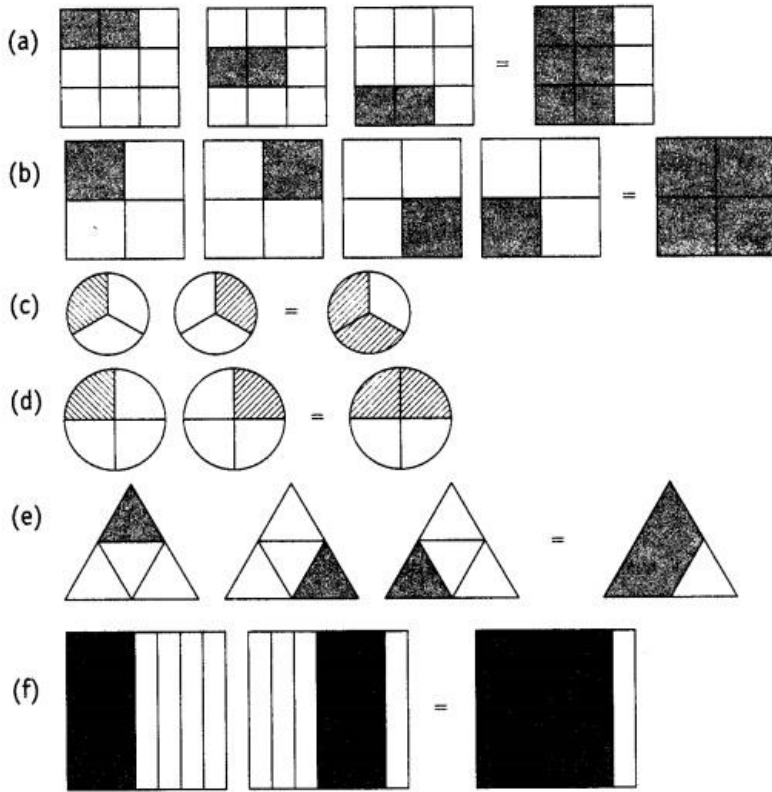 (a) =
(b) =
(c) =
(d) =
(e) =
(f) =